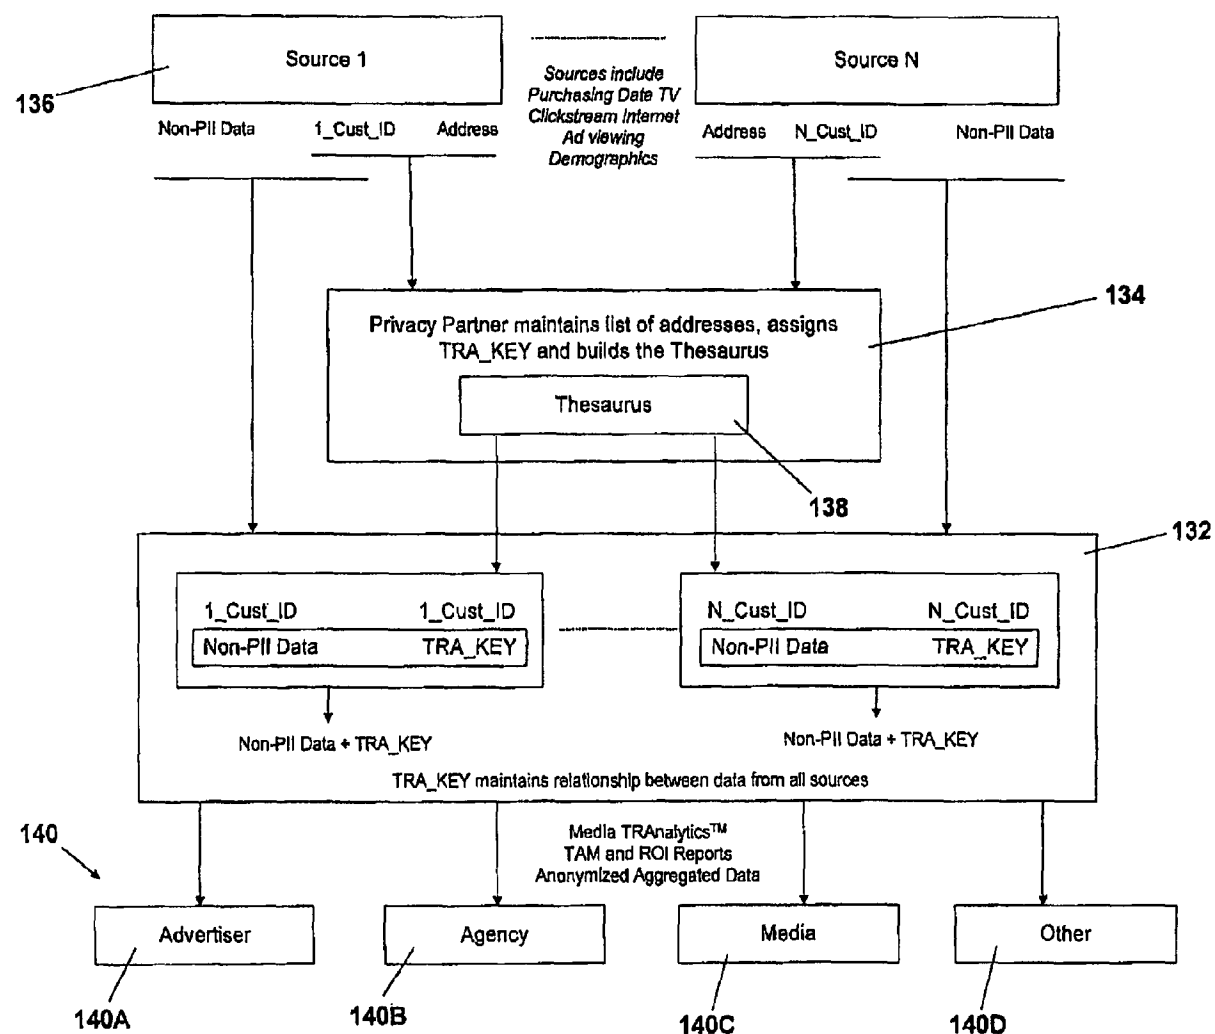 Source 1
Source N
136
Sources include
Purchasing Data TV
Clickstream Internet
Ad viewing
Demographics
Non-PII Data 1_Cust_ID Address
Address N_Cust_ID Non-PII Data
134
Privacy Partner maintains list of addresses, assigns
TRA_KEY and builds the Thesaurus
Thesaurus
138
132
1_Cust_ID 1_Cust_ID
Non-PII Data TRA_KEY
N_Cust_ID N_Cust_ID
Non-PII Data TRA_KEY
Non-PII Data + TRA_KEY
Non-PII Data + TRA_KEY
TRA_KEY maintains relationship between data from all sources
140
Media TRAnalytics™
TAM and ROI Reports
Anonymized Aggregated Data
Advertiser
Agency
Media
Other
140A
140B
140C
140D